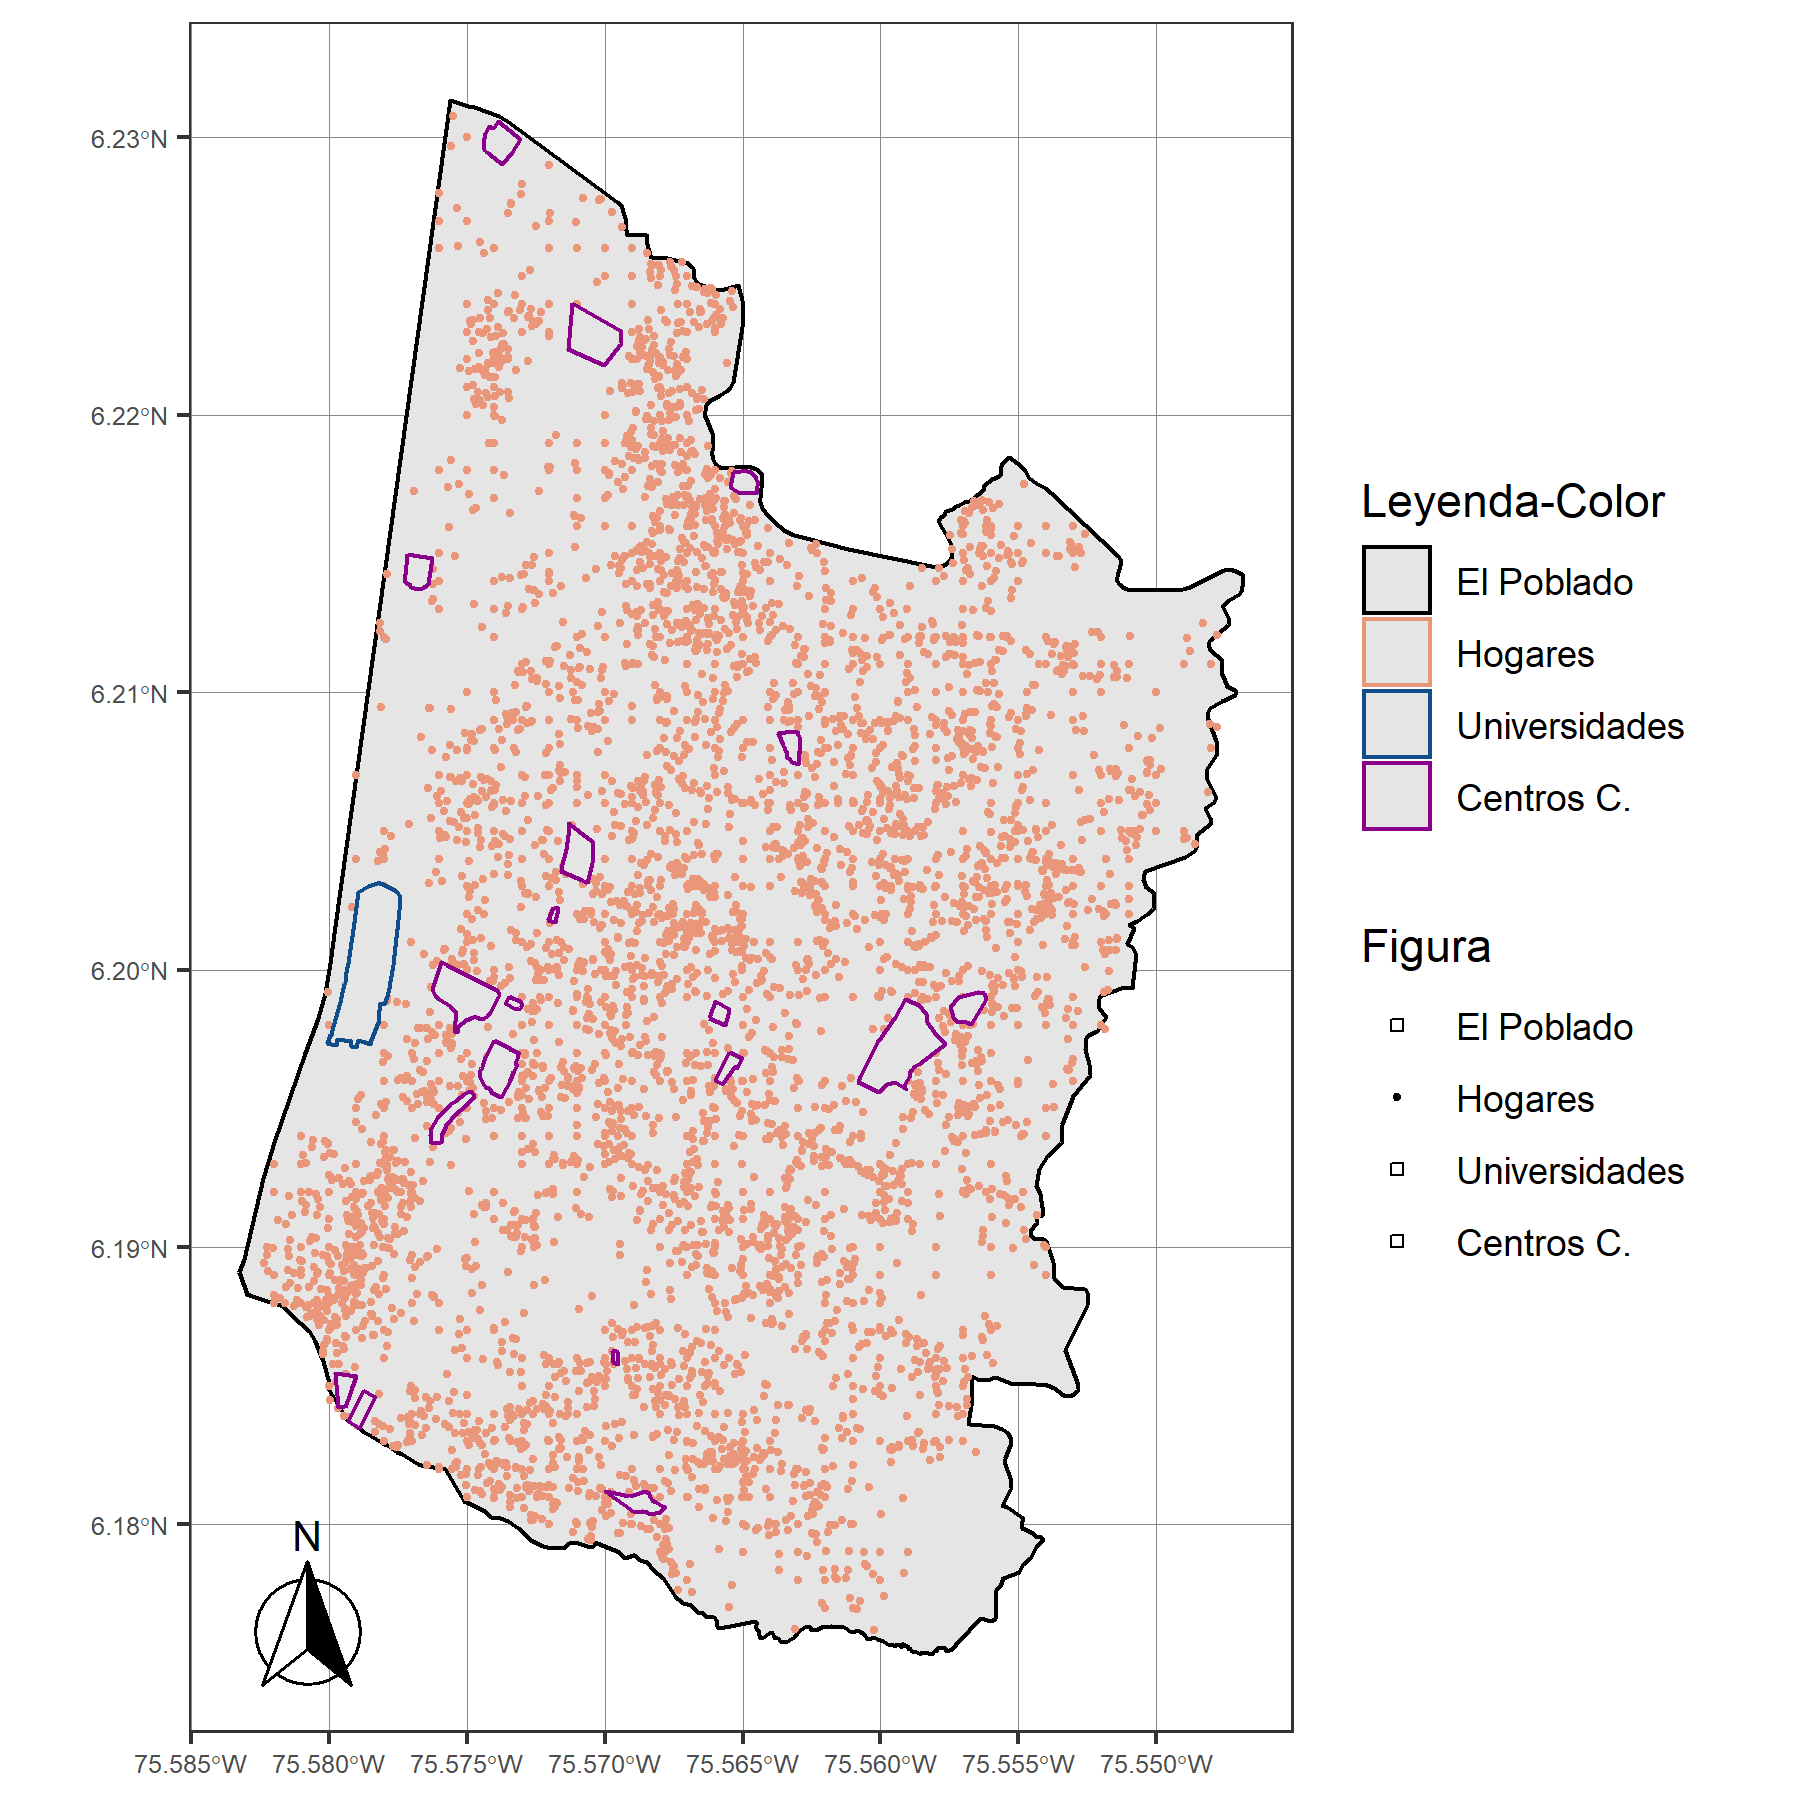 6.23°N
6.22°N
6.21°N
6.20°N
6.19°N
6.18°N
N
75.585°W 75.580°W 75.575°W 75.570°W 75.565°W 75.560°W 75.555°W 75.550°W
Leyenda-Color
El Poblado
Hogares
Universidades
Centros C.
Figura
El Poblado
Hogares
Universidades
Centros C.